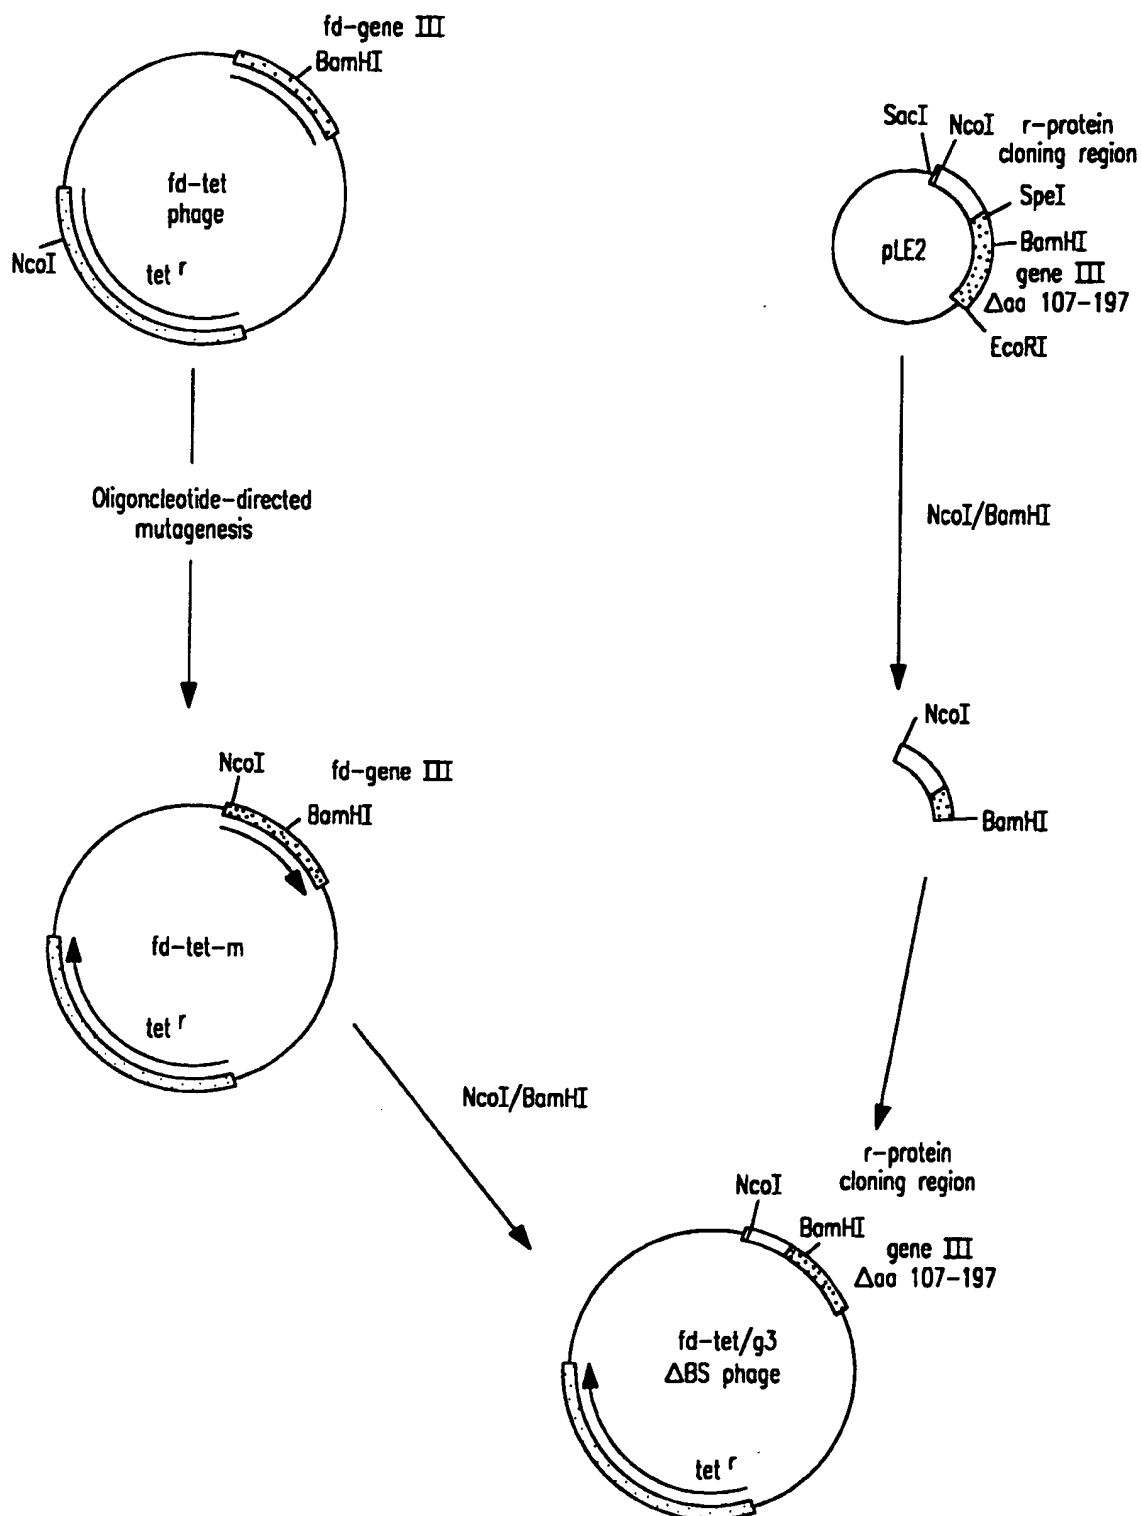 fd-gene III
BamHI
fd-tet
phage
NcoI
tet r
SacI
NcoI
r-protein
cloning region
SpeI
pLE2
BamHI
gene III
Δaa 107-197
EcoRI
Oligoncleotide-directed
mutagenesis
NcoI/BamHI
NcoI
BamHI
NcoI
fd-gene III
BamHI
fd-tet-m
tet r
NcoI/BamHI
r-protein
cloning region
NcoI
BamHI
gene III
Δaa 107-197
fd-tet/g3
ΔBS phage
tet r